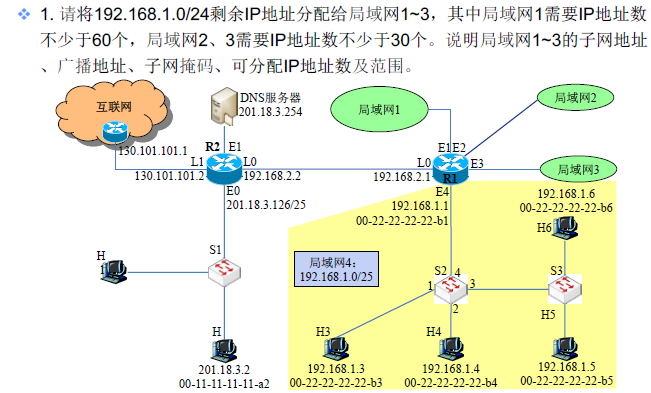 1. 请将192.168.1.0/24剩余IP地址分配给局域网1~3，其中局域网1需要IP地址数
不少于60个，局域网2、3需要IP地址数不少于30个。说明局域网1~3的子网地址
、广播地址、子网掩码、可分配IP地址数及范围。
互联网
DNS服务器
201.18.3.254
局域网1
局域网2
130.101.101.1
R2 E1
E1 E2
L1
L0
L0
E3
局域网3
130.101.101.2
192.168.2.2
192.168.2.1
R1
E0
201.18.3.126/25
E4
192.168.1.1
00-22-22-22-22-b1
192.168.1.6
00-22-22-22-22-b6
H6
S1
局域网4：
192.168.1.0/25
H
1
S2
4
S3
1
3
2
H5
H
H3
H4
201.18.3.2
00-11-11-11-11-a2
192.168.1.3
00-22-22-22-22-b3
192.168.1.4
00-22-22-22-22-b4
192.168.1.5
00-22-22-22-22-b5